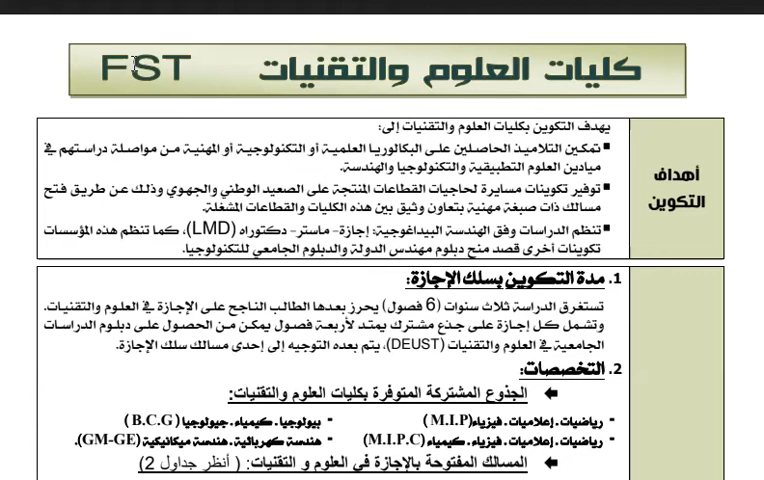 كليات العلوم والتقنيات FST
أهداف
التكوين
يهدف التكوين بكليات العلوم والتقنيات إلى:
▪ تمكين التلاميذ الحاصلين على البكالوريا العلمية أو التكنولوجية أو المهنية من مواصلة دراستهم في
ميادين العلوم التطبيقية والتكنولوجيا والهندسة.
▪ توفير تكوينات مسايرة لحاجيات القطاعات المنتجة على الصعيد الوطني والجهوي وذلك عن طريق فتح
مسالك ذات صبغة مهنية بتعاون وثيق بين هذه الكليات والقطاعات المشغلة.
▪ تنظم الدراسات وفق الهندسة البيداغوجية: إجازة- ماستر- دكتوراه (LMD)، كما تنظم هذه المؤسسات
تكوينات أخرى قصد منح دبلوم مهندس الدولة والدبلوم الجامعي للتكنولوجيا.
1. مدة التكوين بسلك الإجازة:
تستغرق الدراسة ثلاث سنوات (6 فصول) يحرز بعدها الطالب الناجح على الإجازة في العلوم والتقنيات.
وتشمل كل إجازة على جذع مشترك يمتد لأربعة فصول يمكن من الحصول على دبلوم الدراسات
الجامعية في العلوم والتقنيات (DEUST)، يتم بعده التوجيه إلى إحدى مسالك سلك الإجازة.
2. التخصصات:
← الجذوع المشتركة المتوفرة بكليات العلوم والتقنيات:
- رياضيات. إعلاميات. فيزياء(M.I.P) - بيولوجيا. كيمياء. جيولوجيا (B.C.G)
- رياضيات. إعلاميات. فيزياء. كيمياء (M.I.P.C) - هندسة كهربائية. هندسة ميكانيكية (GM-GE).
← المسالك المفتوحة بالإجازة في العلوم و التقنيات: ( أنظر جداول 2)